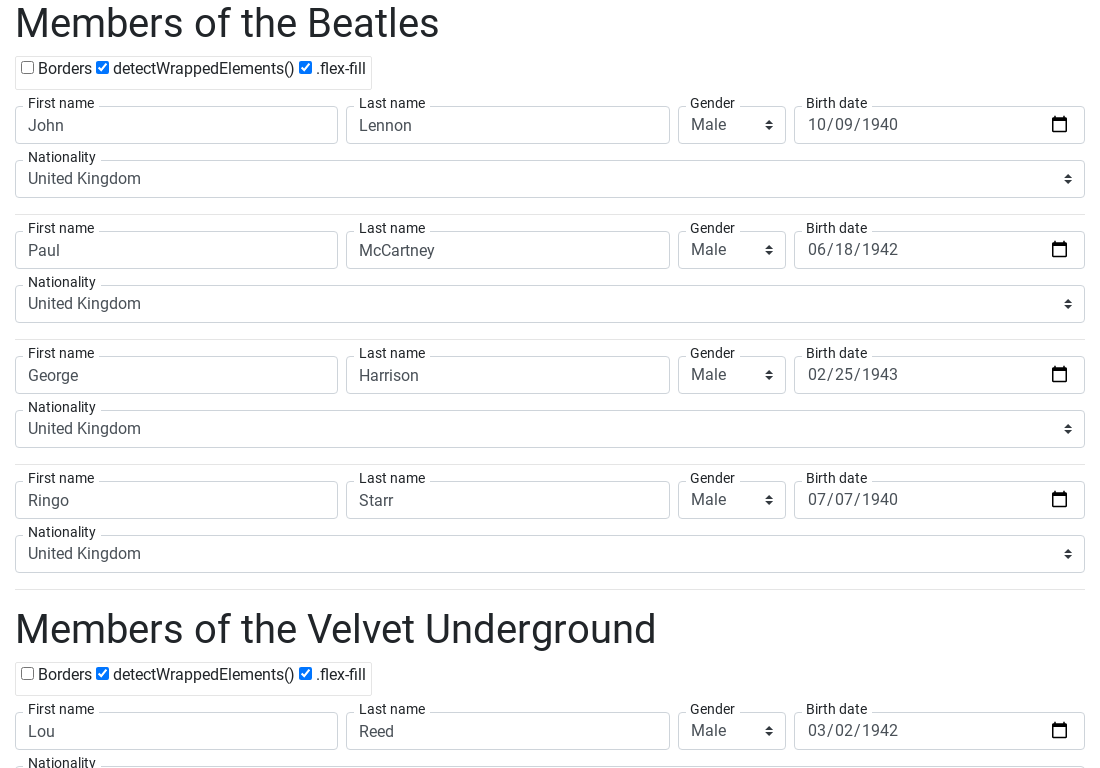 Members of the Beatles
Borders detectWrappedElements() .flex-fill
First name Last name Gender Birth date
John Lennon Male 10/09/1940
Nationality
United Kingdom
First name Last name Gender Birth date
Paul McCartney Male 06/18/1942
Nationality
United Kingdom
First name Last name Gender Birth date
George Harrison Male 02/25/1943
Nationality
United Kingdom
First name Last name Gender Birth date
Ringo Starr Male 07/07/1940
Nationality
United Kingdom
Members of the Velvet Underground
Borders detectWrappedElements() .flex-fill
First name Last name Gender Birth date
Lou Reed Male 03/02/1942
Nationality